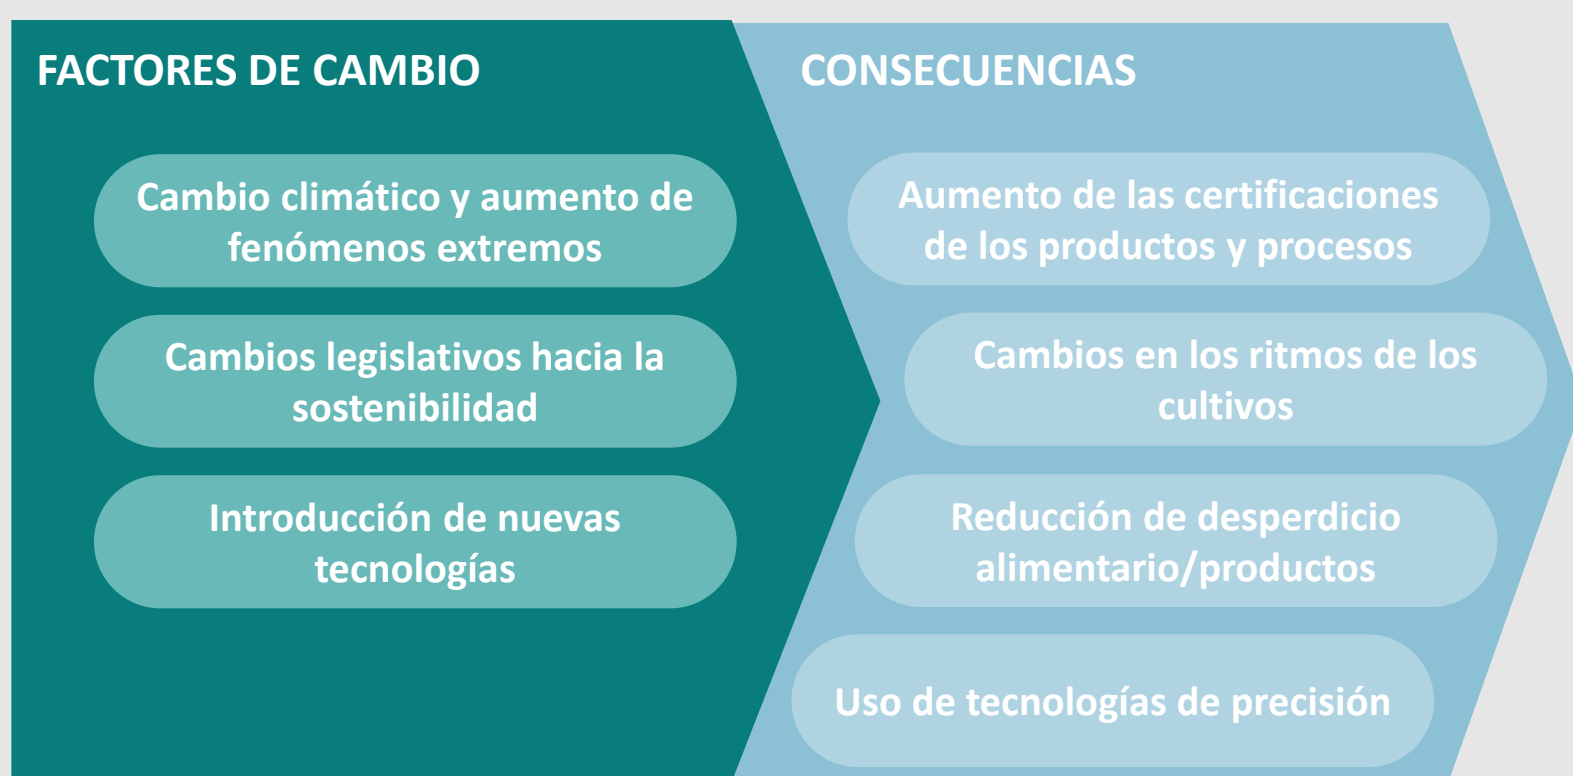 FACTORES DE CAMBIO
Cambio climático y aumento de
fenómenos extremos
Cambios legislativos hacia la
sostenibilidad
Introducción de nuevas
tecnologías
CONSECUENCIAS
Aumento de las certificaciones
de los productos y procesos
Cambios en los ritmos de los
cultivos
Reducción de desperdicio
alimentario/productos
Uso de tecnologías de precisión